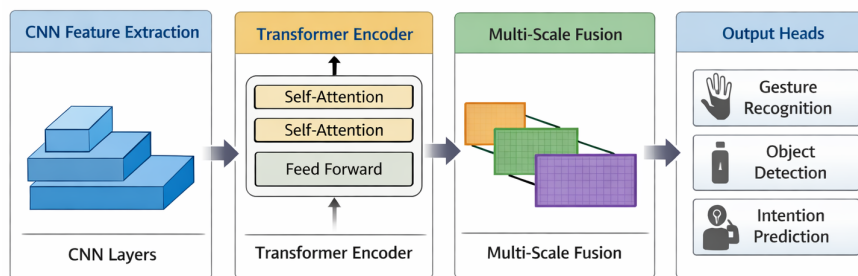 CNN Feature Extraction
CNN Layers
Transformer Encoder
Self-Attention
Self-Attention
Feed Forward
Transformer Encoder
Multi-Scale Fusion
Multi-Scale Fusion
Output Heads
Gesture
Recognition
Object
Detection
Intention
Prediction